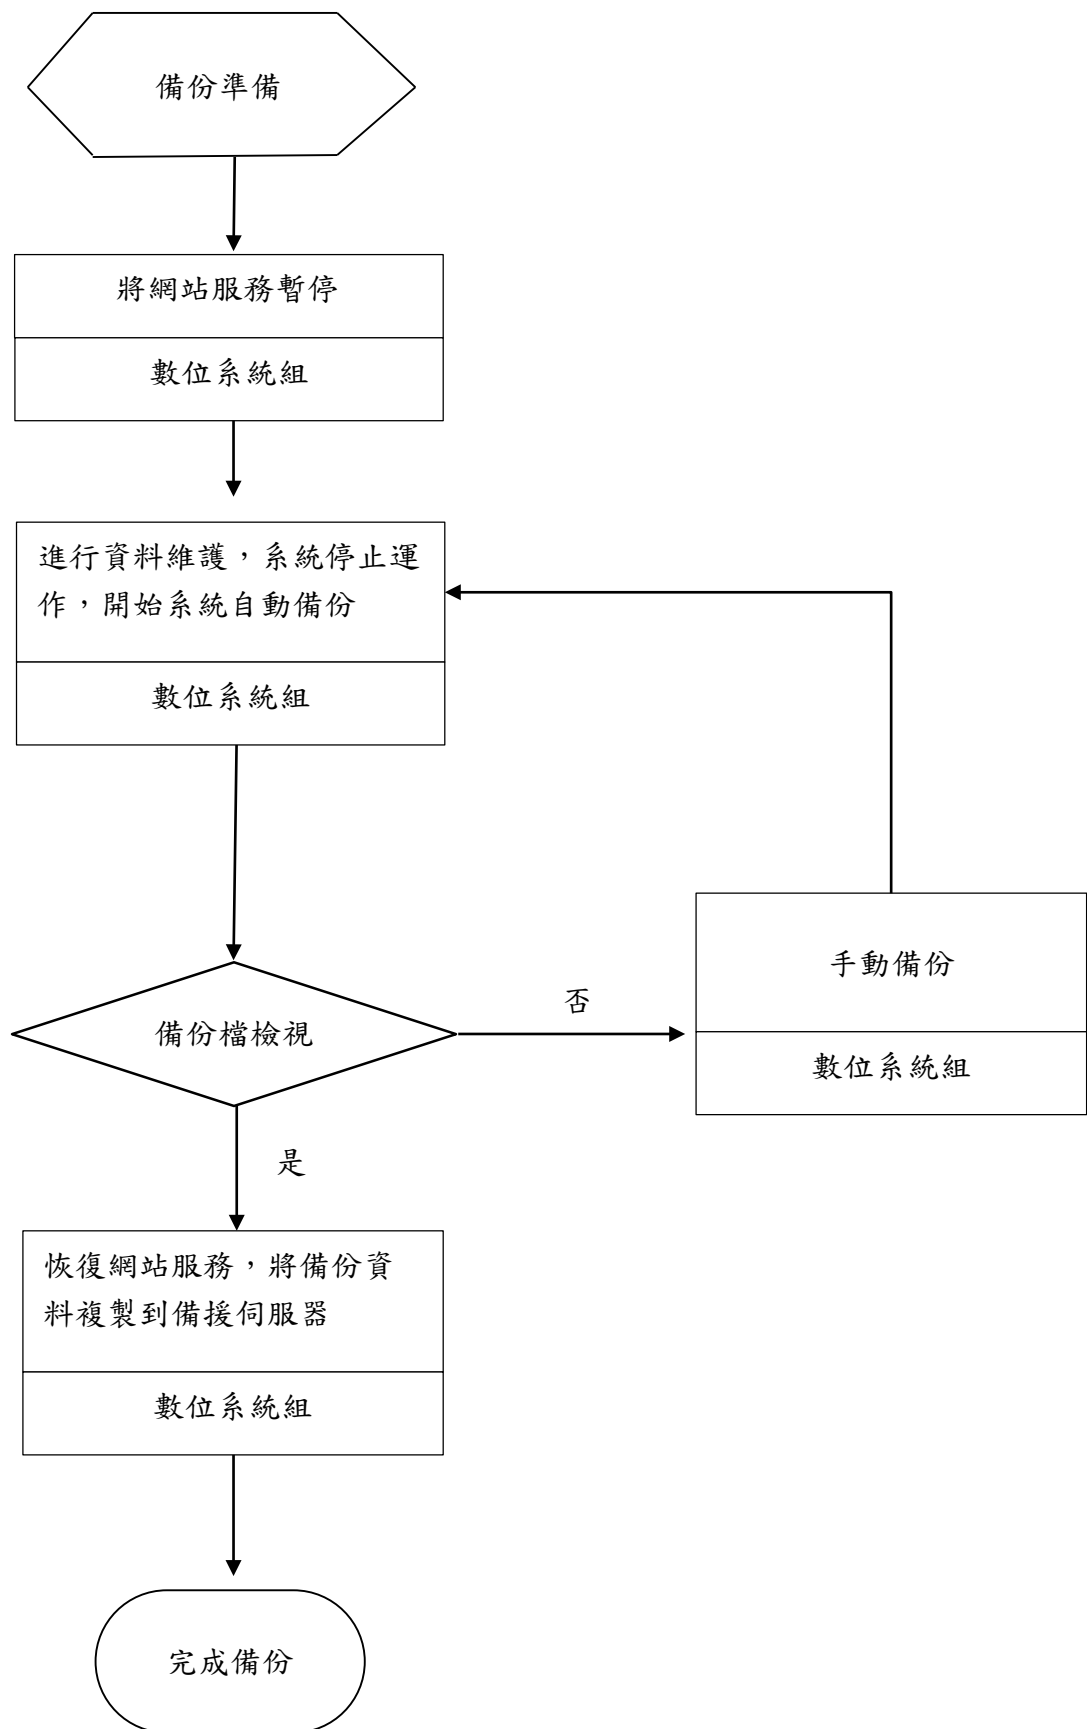 備份準備
將網站服務暫停
數位系統組
進行資料維護，系統停止運
作，開始系統自動備份
數位系統組
備份檔檢視
否
手動備份
數位系統組
是
恢復網站服務，將備份資
料複製到備援伺服器
數位系統組
完成備份